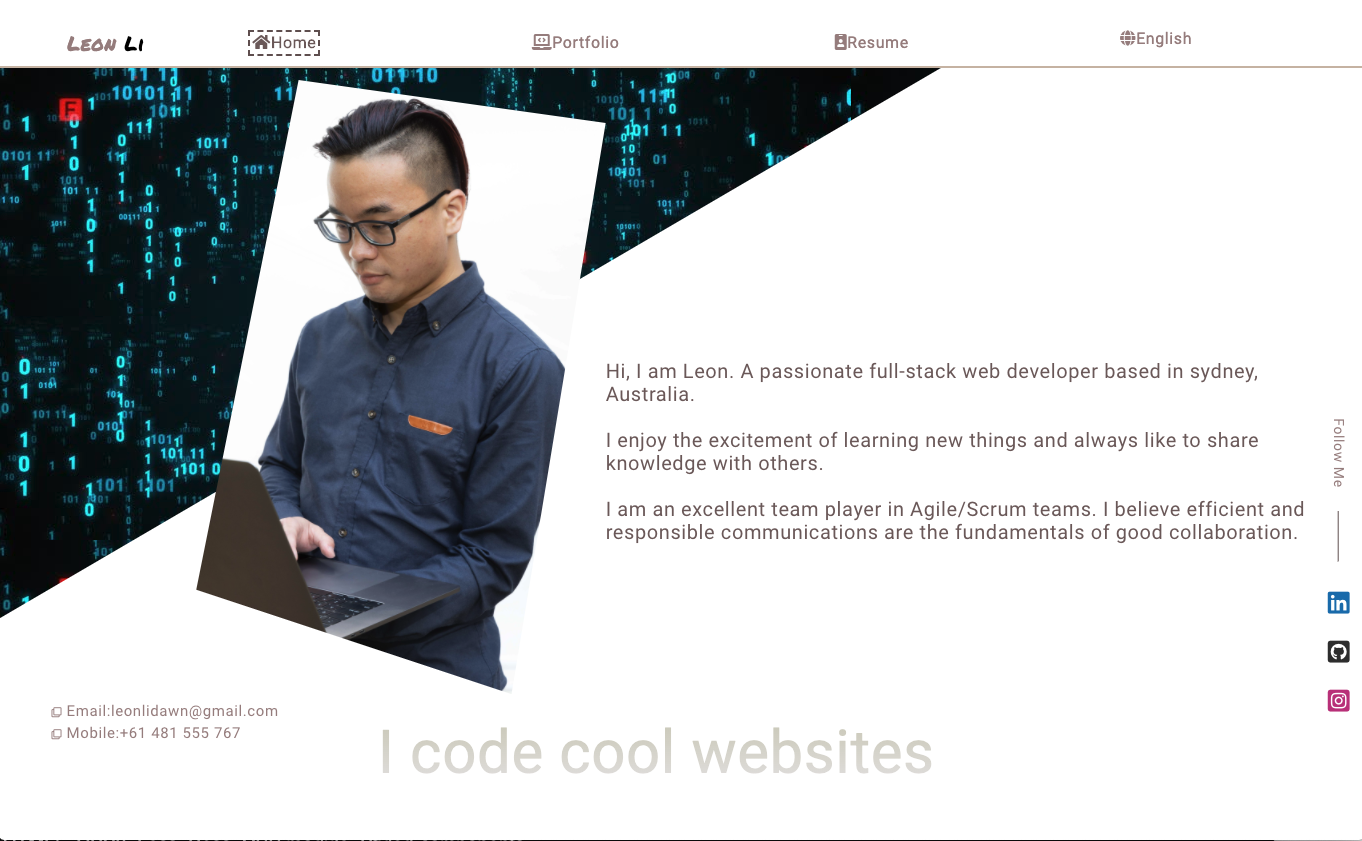 Leon Li
Home
Portfolio
Resume
English
Hi, I am Leon. A passionate full-stack web developer based in sydney,
Australia.
I enjoy the excitement of learning new things and always like to share
knowledge with others.
I am an excellent team player in Agile/Scrum teams. I believe efficient and
responsible communications are the fundamentals of good collaboration.
Follow Me
Email:leonlidawn@gmail.com
Mobile:+61 481 555 767
I code cool websites